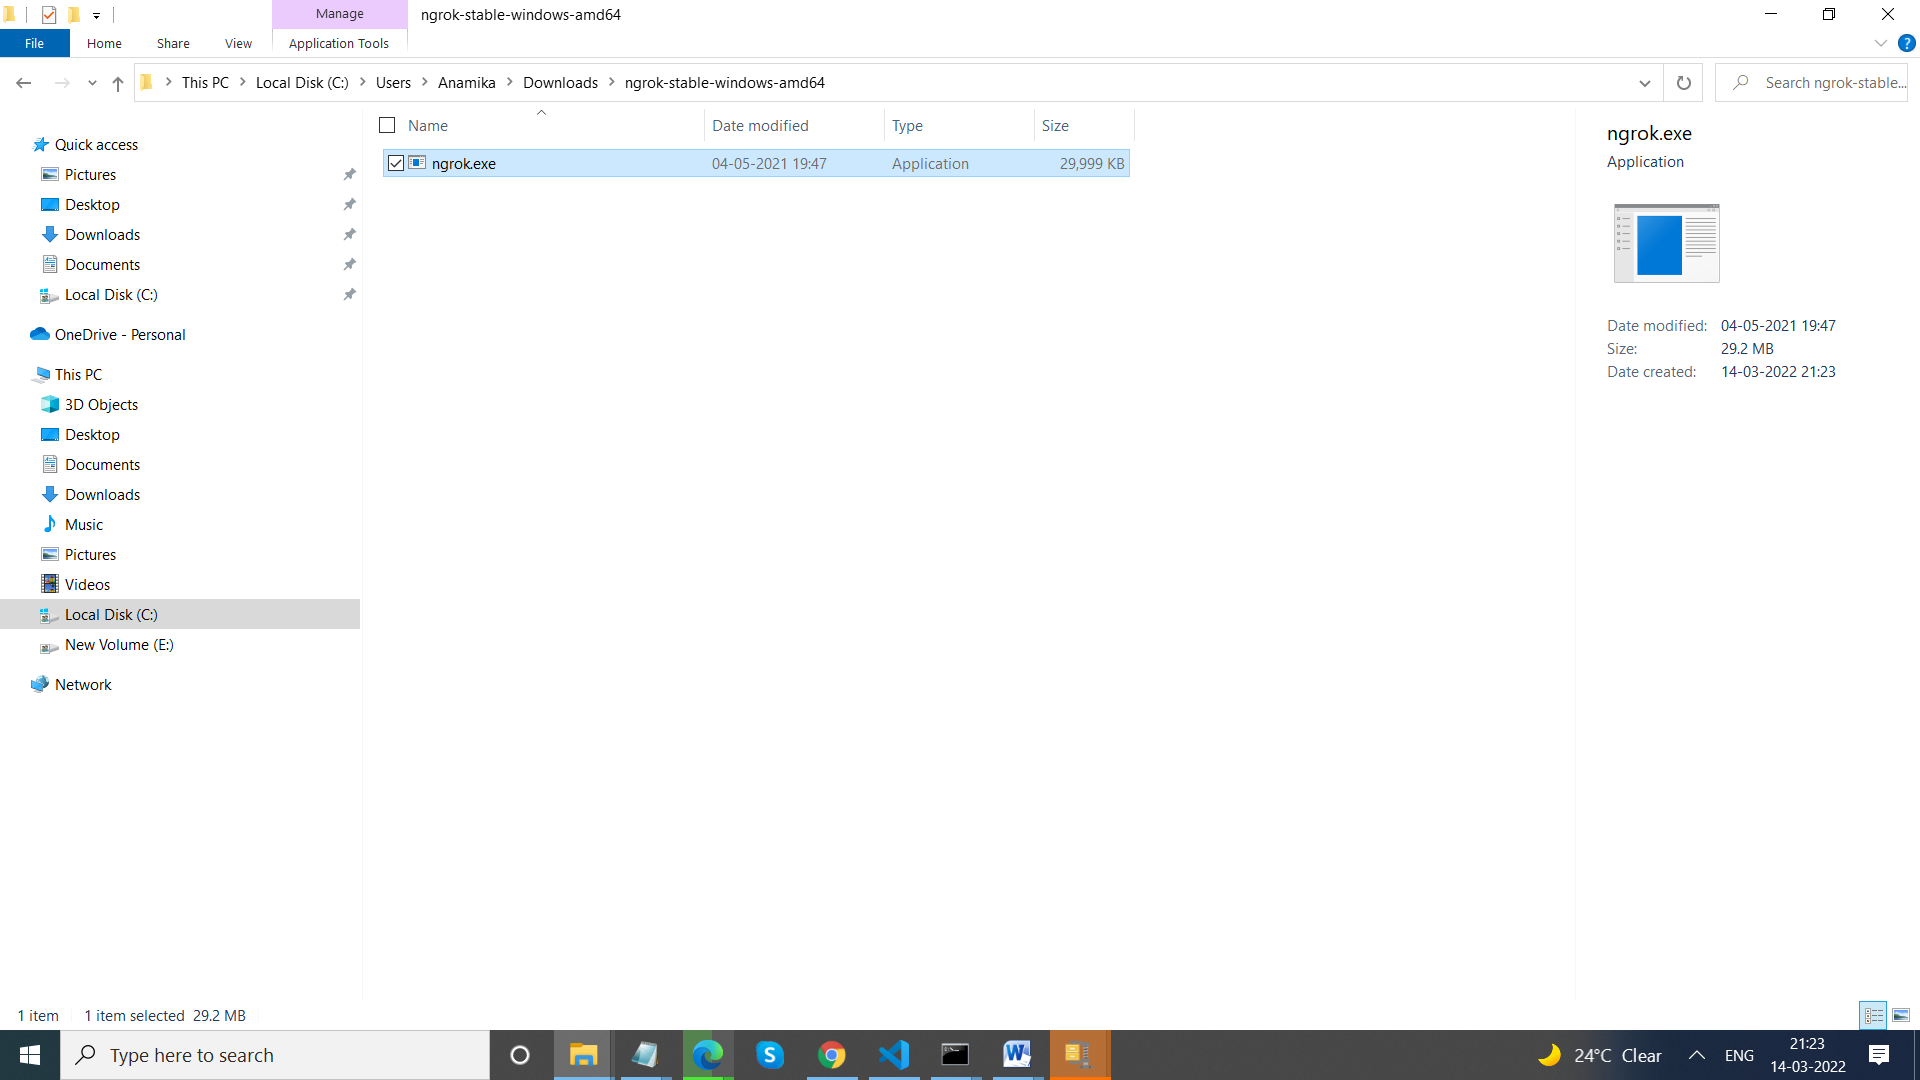 Manage
ngrok-stable-windows-amd64
File
Home
Share
View
Application Tools
This PC
Local Disk (C:)
Users
Anamika
Downloads
ngrok-stable-windows-amd64
Search ngrok-stable...
Name
Date modified
Type
Size
ngrok.exe
04-05-2021 19:47
Application
29,999 KB
Quick access
Pictures
Desktop
Downloads
Documents
Local Disk (C:)
OneDrive - Personal
This PC
3D Objects
Desktop
Documents
Downloads
Music
Pictures
Videos
Local Disk (C:)
New Volume (E:)
Network
ngrok.exe
Application
Date modified: 04-05-2021 19:47
Size: 29.2 MB
Date created: 14-03-2022 21:23
1 item
1 item selected 29.2 MB
Type here to search
24°C Clear
ENG
21:23
14-03-2022